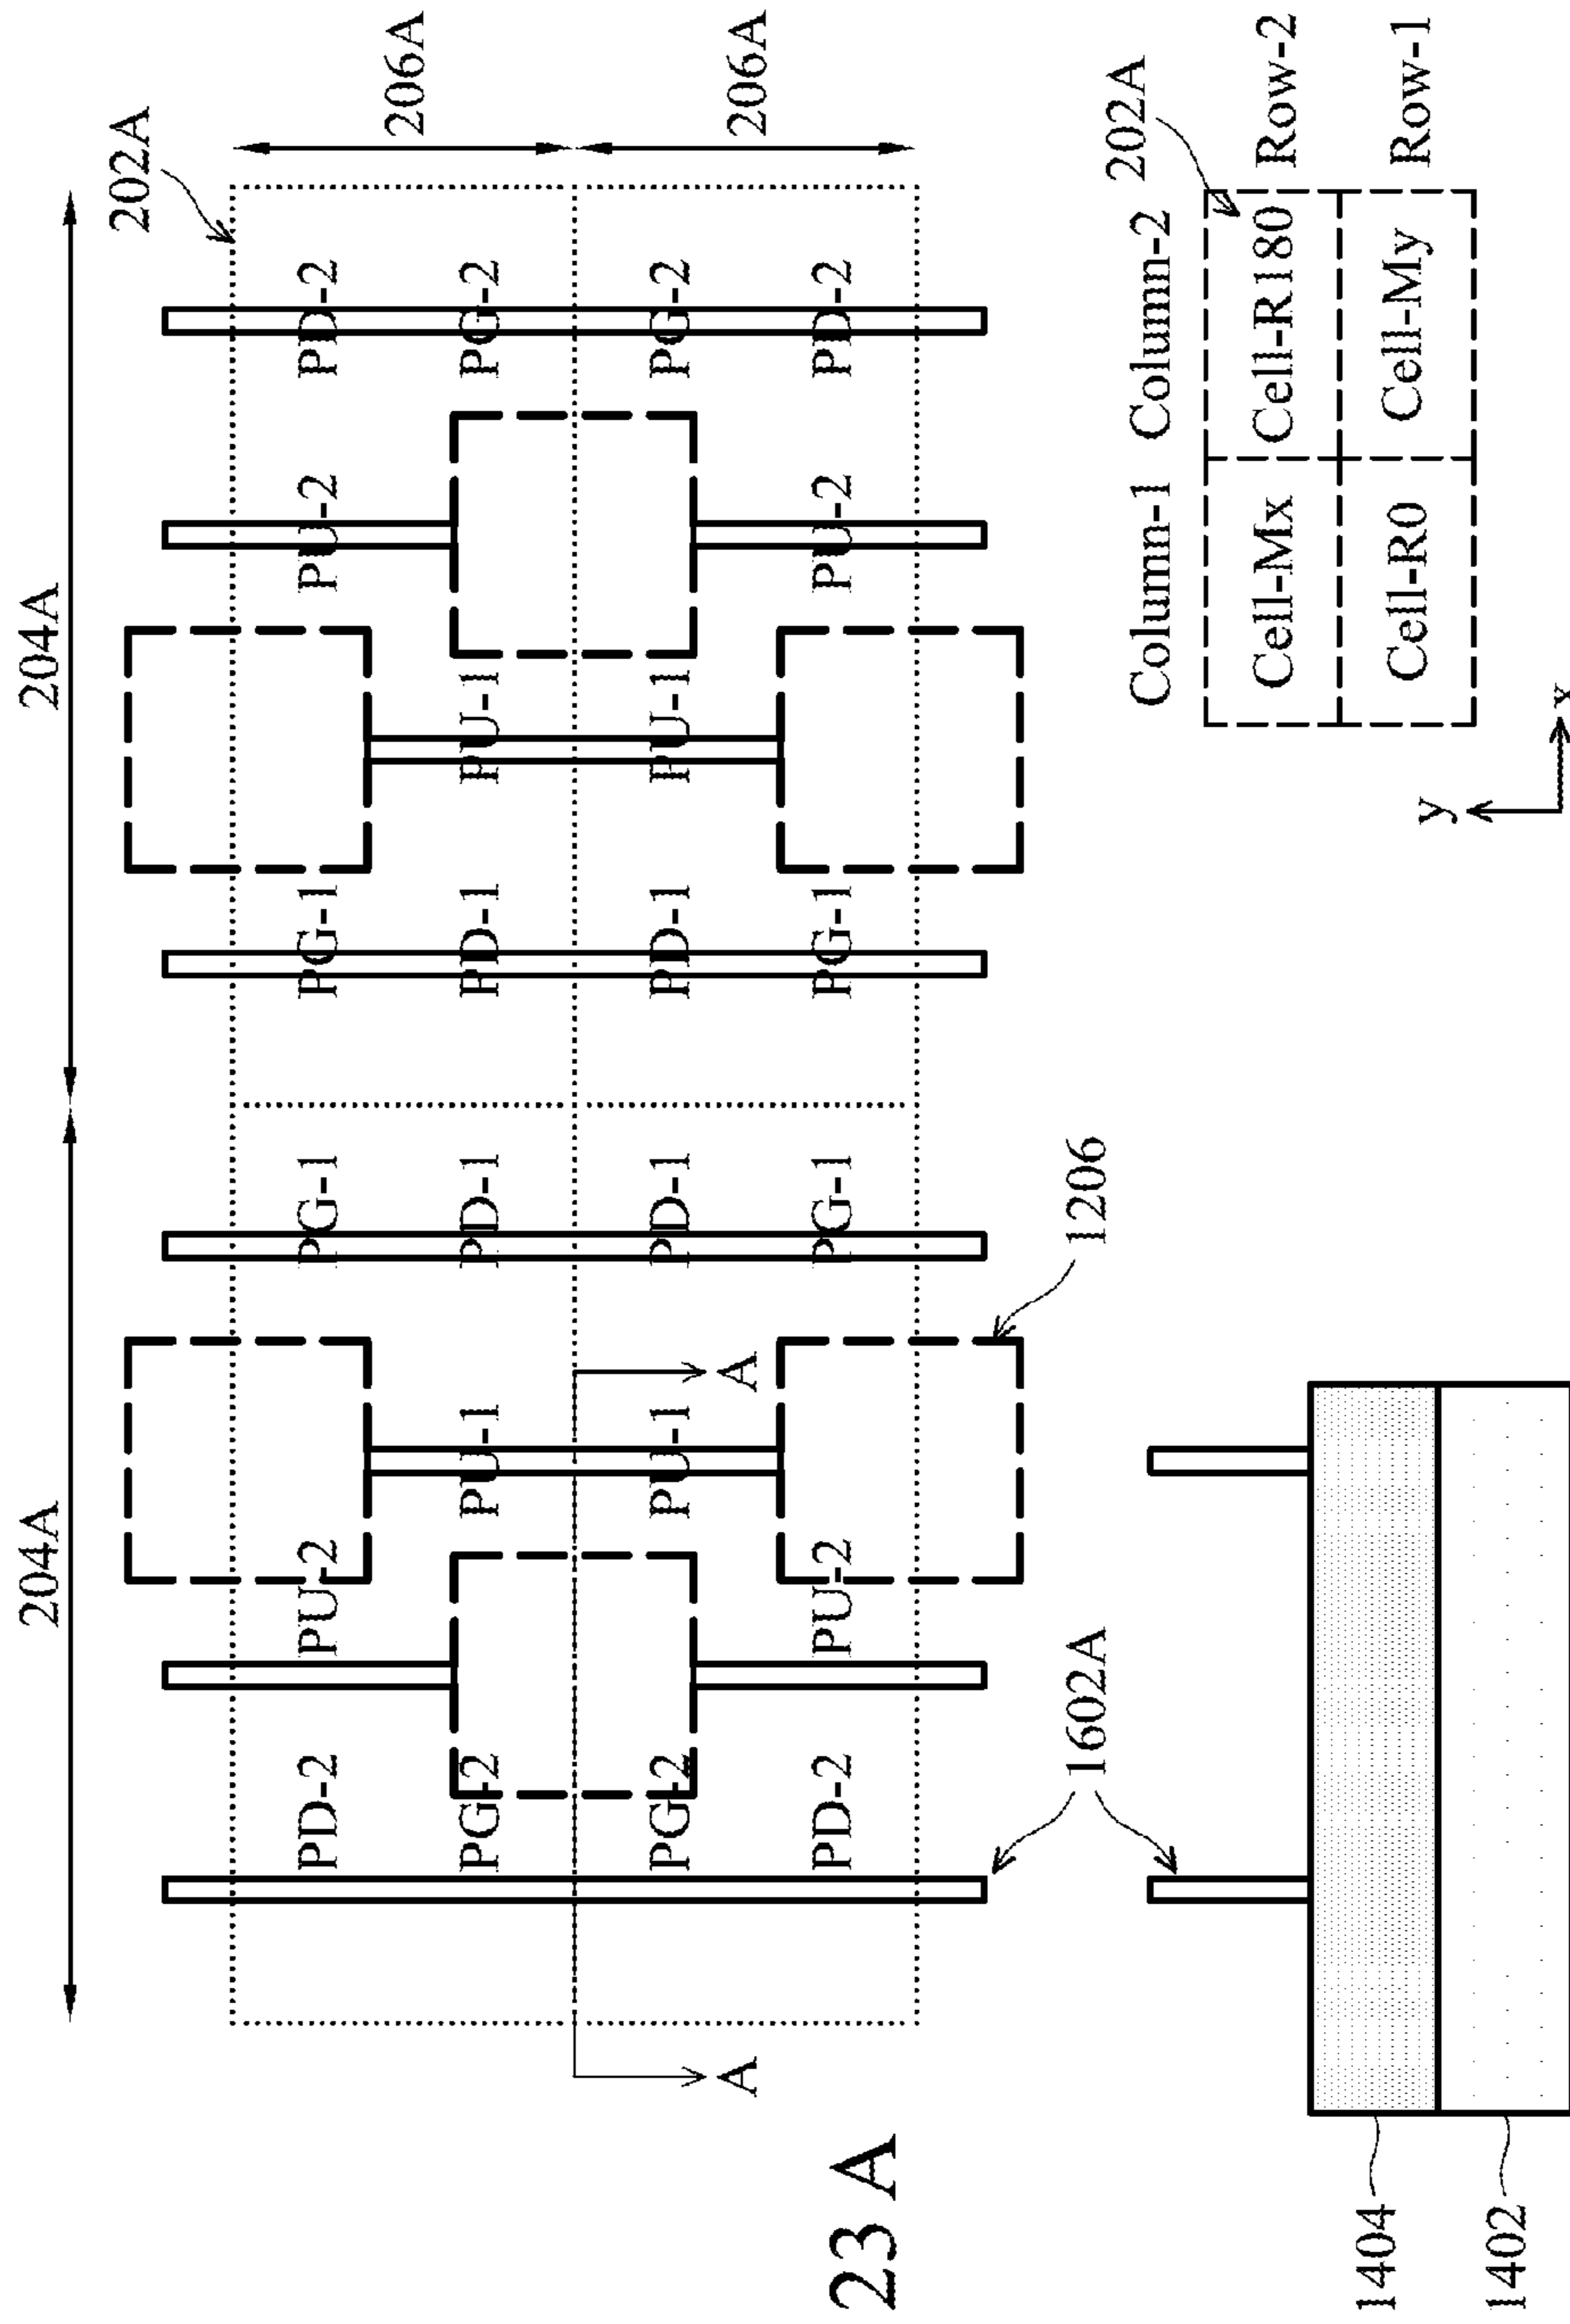 204A 204A
202A
206A
206A
PD-2 PU-2 PG-1 PG-1 PU-2 PD-2
PG-2 PU-1 PD-1 PD-1 PU-1 PG-2
PG-2 PU-1 PD-1 PD-1 PU-1 PG-2
PD-2 PU-2 PG-1 PG-1 PU-2 PD-2
A A
23 A
1602A 1206
1404
1402
Column-1 Column-2
202A
Cell-Mx Cell-R180 Row-2
Cell-R0 Cell-My Row-1
y
x